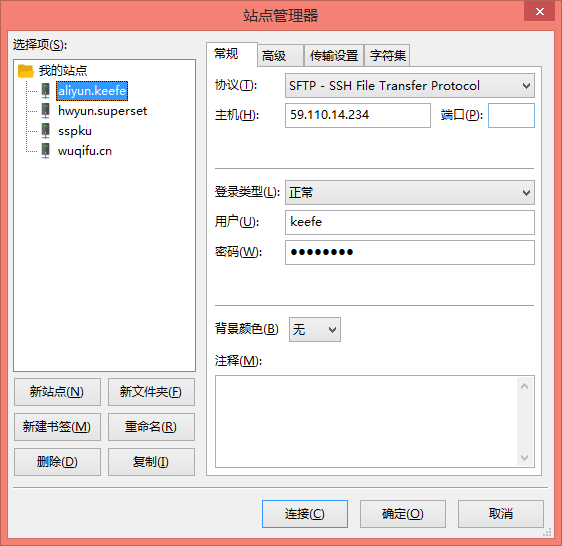 站点管理器
选择项(S):
我的站点
aliyun.keefe
hwyun.superset
sspku
wuqifu.cn
新站点(N) 新文件夹(F)
新建书签(M) 重命名(R)
删除(D) 复制(I)
常规 高级 传输设置 字符集
协议(T): SFTP - SSH File Transfer Protocol
主机(H): 59.110.14.234 端口(P):
登录类型(L): 正常
用户(U): keefe
密码(W): ●●●●●●●●
背景颜色(B) 无
注释(M):
连接(C) 确定(O) 取消